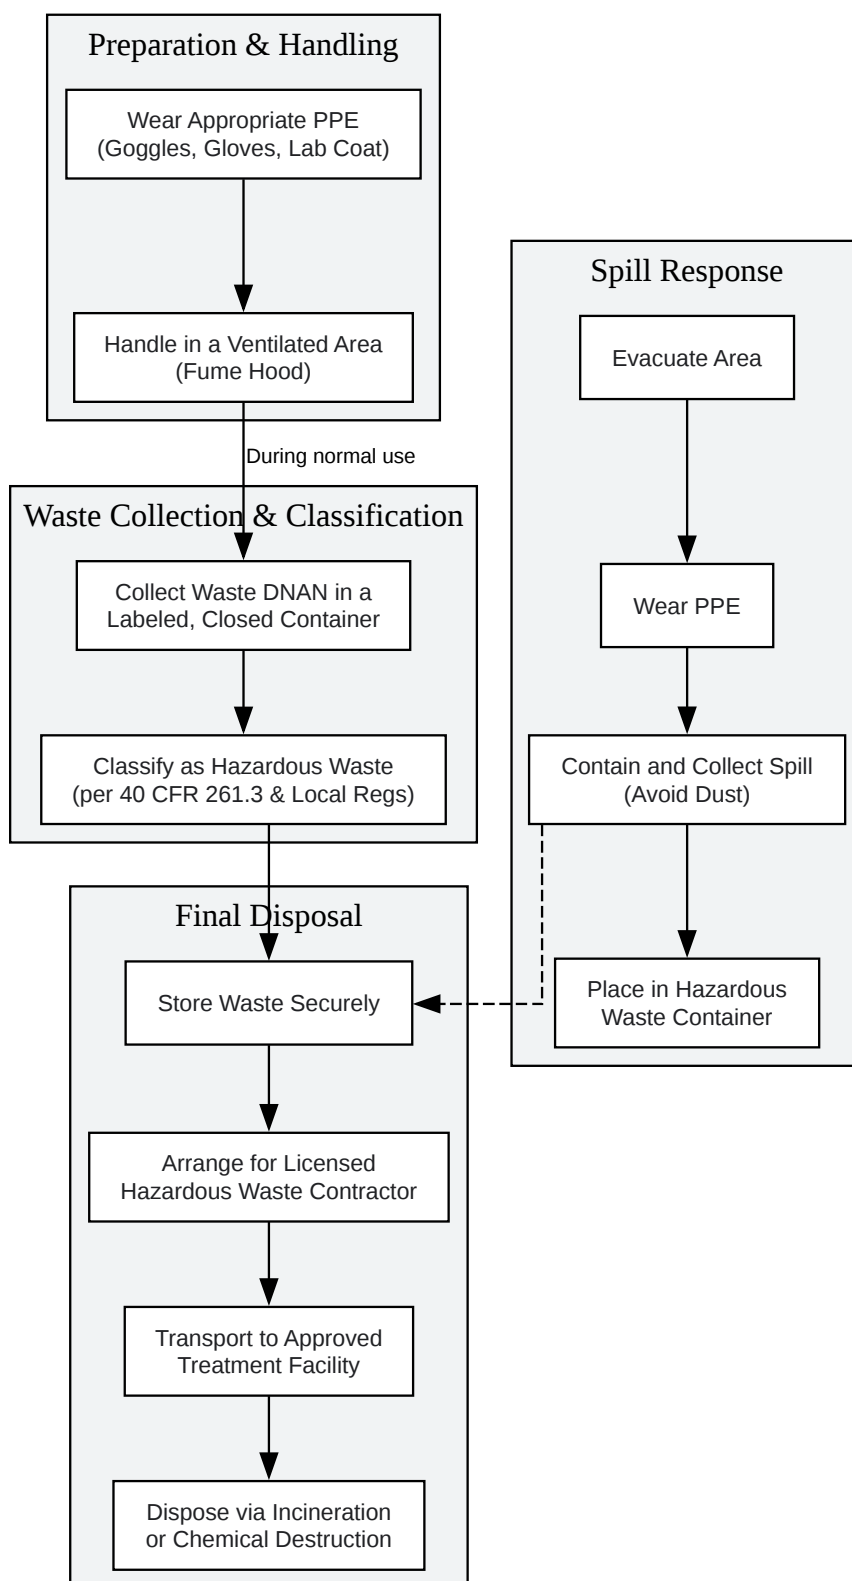 Preparation & Handling
Wear Appropriate PPE
(Goggles, Gloves, Lab Coat)
Handle in a Ventilated Area
(Fume Hood)
During normal use
Waste Collection & Classification
Collect Waste DNAN in a
Labeled, Closed Container
Classify as Hazardous Waste
(per 40 CFR 261.3 & Local Regs)
Final Disposal
Store Waste Securely
Arrange for Licensed
Hazardous Waste Contractor
Transport to Approved
Treatment Facility
Dispose via Incineration
or Chemical Destruction
Spill Response
Evacuate Area
Wear PPE
Contain and Collect Spill
(Avoid Dust)
Place in Hazardous
Waste Container